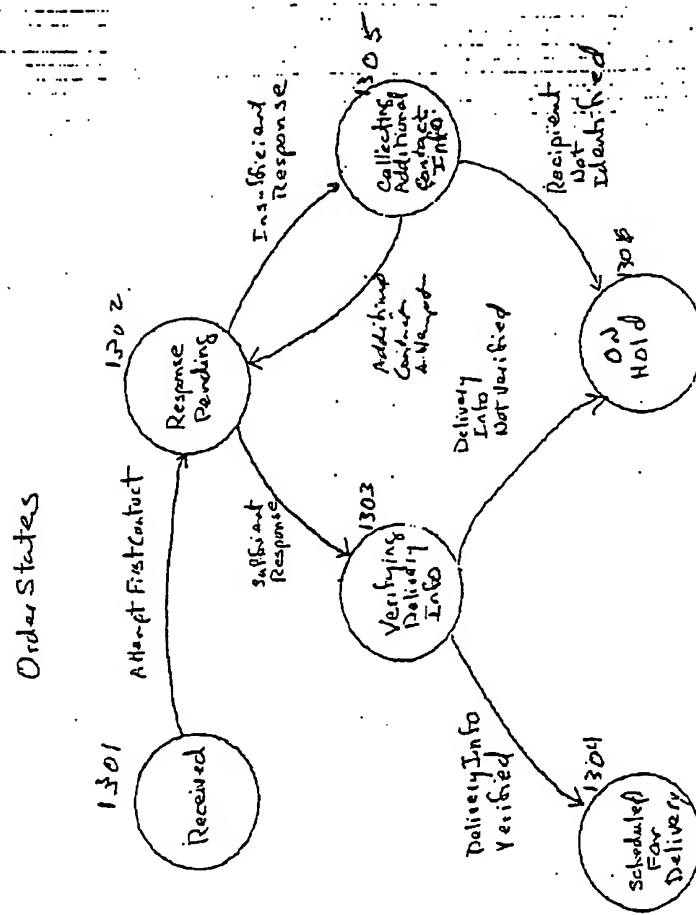 Order States
1301
Received
Attempt First Contact
1302
Response
Pending
Insufficient
Response
1305
Collecting
Additional
Contact
Info.
Additional
Contact
Attempt
Sufficient
Response
1303
Verifying
Delivery
Info
Recipient
Not
Identified
Delivery
Info
Not Verified
ON
Hold
Delivery Info
Verified
1304
Scheduled
For
Delivery